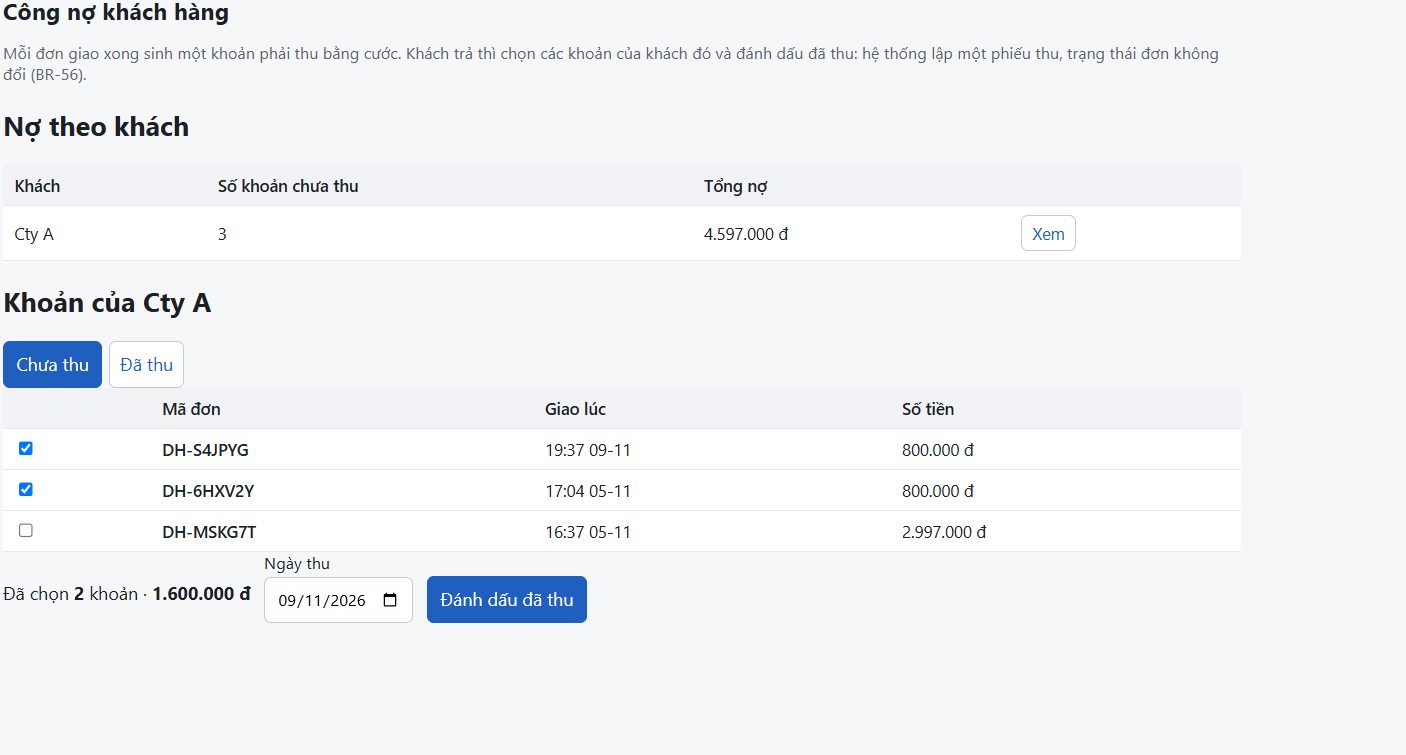 Công nợ khách hàng
Mỗi đơn giao xong sinh một khoản phải thu bằng cước. Khách trả thì chọn các khoản của khách đó và đánh dấu đã thu: hệ thống lập một phiếu thu, trạng thái đơn không
đổi (BR-56).
Nợ theo khách
Khách Số khoản chưa thu Tổng nợ
Cty A 3 4.597.000 đ Xem
Khoản của Cty A
Chưa thu Đã thu
Mã đơn Giao lúc Số tiền
DH-S4JPYG 19:37 09-11 800.000 đ
DH-6HXV2Y 17:04 05-11 800.000 đ
DH-MSKG7T 16:37 05-11 2.997.000 đ
Ngày thu
Đã chọn 2 khoản · 1.600.000 đ 09/11/2026 Đánh dấu đã thu